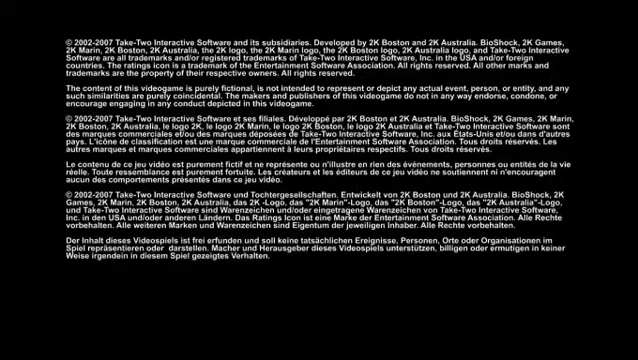 © 2002-2007 Take-Two Interactive Software and its subsidiaries. Developed by 2K Boston and 2K Australia. BioShock, 2K Games,
2K Marin, 2K Boston, 2K Australia, the 2K logo, the 2K Marin logo, the 2K Boston logo, 2K Australia logo, and Take-Two Interactive
Software are all trademarks and/or registered trademarks of Take-Two Interactive Software, Inc. in the USA and/or foreign
countries. The ratings icon is a trademark of the Entertainment Software Association. All rights reserved. All other marks and
trademarks are the property of their respective owners. All rights reserved.
The content of this videogame is purely fictional, is not intended to represent or depict any actual event, person, or entity, and any
such similarities are purely coincidental. The makers and publishers of this videogame do not in any way endorse, condone, or
encourage engaging in any conduct depicted in this videogame.
© 2002-2007 Take-Two Interactive Software et ses filiales. Développé par 2K Boston et 2K Australia. BioShock, 2K Games, 2K Marin,
2K Boston, 2K Australia, le logo 2K, le logo 2K Marin, le logo 2K Boston, le logo 2K Australia et Take-Two Interactive Software sont
des marques commerciales et/ou des marques déposées de Take-Two Interactive Software, Inc. aux États-Unis et/ou dans d'autres
pays. L'icône de classification est une marque commerciale de l'Entertainment Software Association. Tous droits réservés. Les
autres marques et marques commerciales appartiennent à leurs propriétaires respectifs. Tous droits réservés.
Le contenu de ce jeu vidéo est purement fictif et ne représente ou n'illustre en rien des événements, personnes ou entités de la vie
réelle. Toute ressemblance est purement fortuite. Les créateurs et les éditeurs de ce jeu vidéo ne soutiennent ni n'encouragent
aucun des comportements présentés dans ce jeu vidéo.
© 2002-2007 Take-Two Interactive Software und Tochtergesellschaften. Entwickelt von 2K Boston und 2K Australia. BioShock, 2K
Games, 2K Marin, 2K Boston, 2K Australia, das 2K -Logo, das "2K Marin"-Logo, das "2K Boston"-Logo, das "2K Australia"-Logo,
und Take-Two Interactive Software sind Warenzeichen und/oder eingetragene Warenzeichen von Take-Two Interactive Software,
Inc. in den USA und/oder anderen Ländern. Das Ratings Icon ist eine Marke der Entertainment Software Association. Alle Rechte
vorbehalten. Alle weiteren Marken und Warenzeichen sind Eigentum der jeweiligen Inhaber. Alle Rechte vorbehalten.
Der Inhalt dieses Videospiels ist frei erfunden und soll keine tatsächlichen Ereignisse, Personen, Orte oder Organisationen im
Spiel repräsentieren oder darstellen. Macher und Herausgeber dieses Videospiels unterstützen, billigen oder ermutigen in keiner
Weise irgendein in diesem Spiel gezeigtes Verhalten.